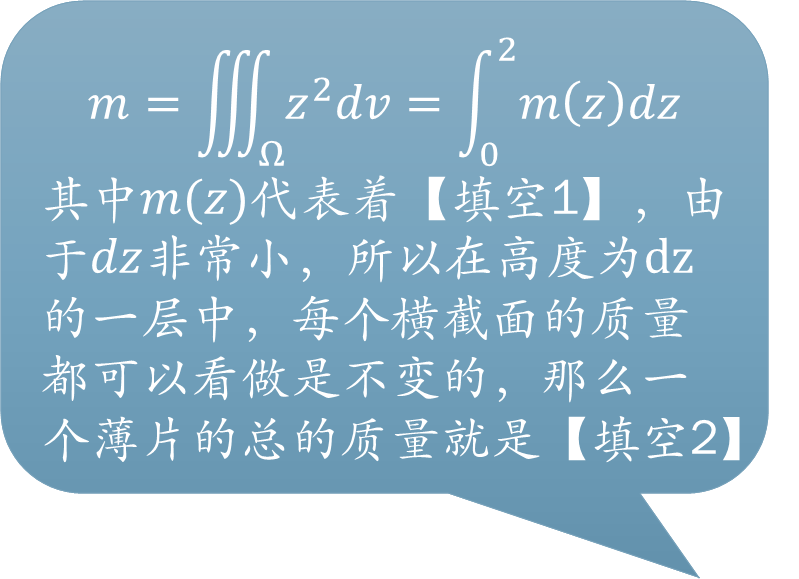 m = ∭_Ω z² dv = ∫₀² m(z)dz
其中m(z)代表着【填空1】，由
于dz非常小，所以在高度为dz
的一层中，每个横截面的质量
都可以看做是不变的，那么一
个薄片的总的质量就是【填空2】